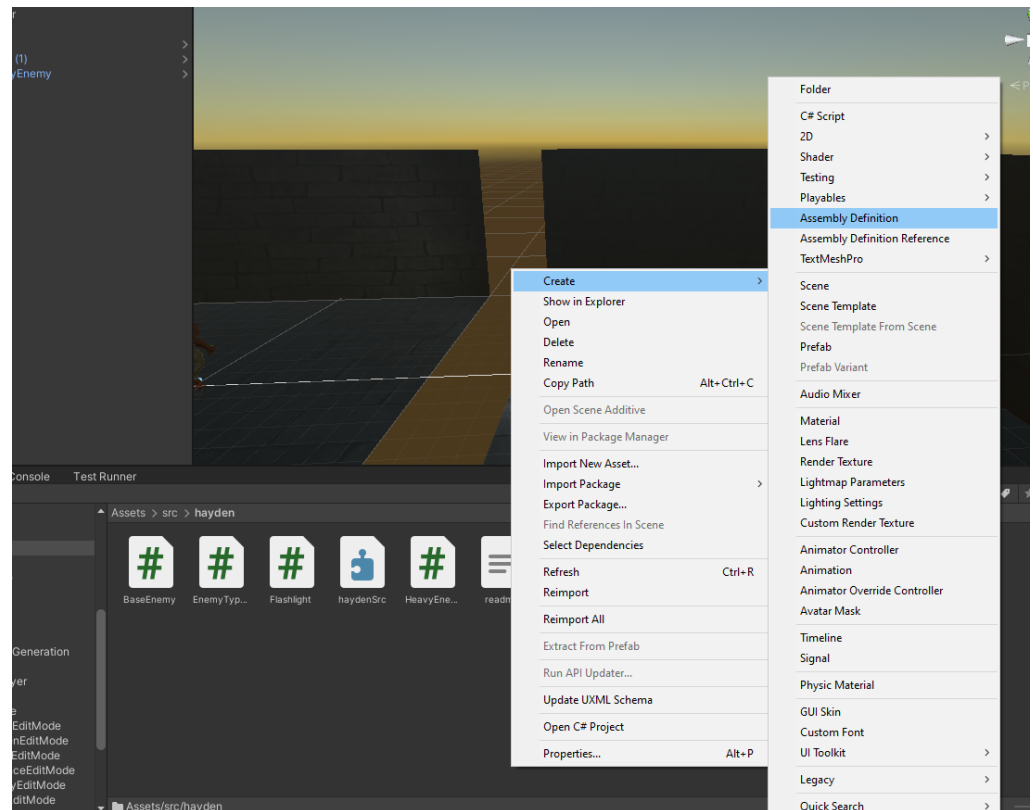 r
(1)
yEnemy
Folder
C# Script
2D
Shader
Testing
Playables
Assembly Definition
Assembly Definition Reference
TextMeshPro
Scene
Scene Template
Scene Template From Scene
Prefab
Prefab Variant
Audio Mixer
Material
Lens Flare
Render Texture
Lightmap Parameters
Lighting Settings
Custom Render Texture
Animator Controller
Animation
Animator Override Controller
Avatar Mask
Timeline
Signal
Physic Material
GUI Skin
Custom Font
UI Toolkit
Legacy
Quick Search
Create
Show in Explorer
Open
Delete
Rename
Copy Path Alt+Ctrl+C
Open Scene Additive
View in Package Manager
Import New Asset...
Import Package
Export Package...
Find References In Scene
Select Dependencies
Refresh Ctrl+R
Reimport
Reimport All
Extract From Prefab
Run API Updater...
Update UXML Schema
Open C# Project
Properties... Alt+P
Console Test Runner
Assets > src > hayden
# # # #
BaseEnemy EnemyTyp... Flashlight haydenSrc HeavyEne... readm
Generation
yer
e
EditMode
nEditMode
EditMode
ceEditMode
yEditMode
ditMode
Assets/src/hayden